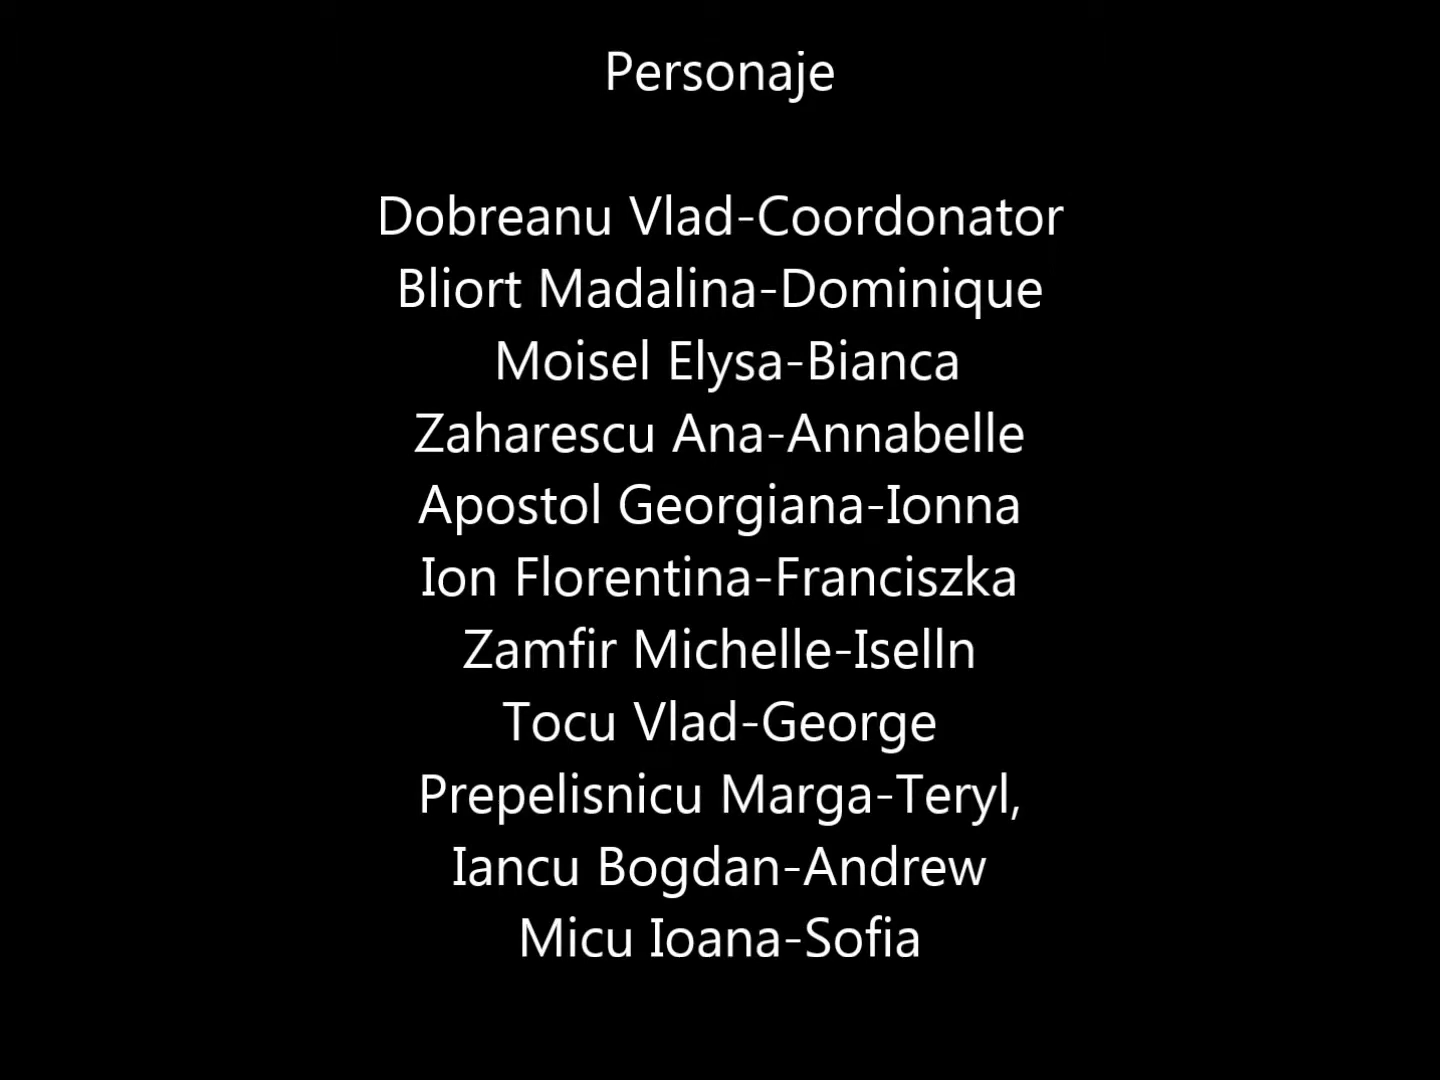 Personaje
Dobreanu Vlad-Coordonator
Bliort Madalina-Dominique
Moisel Elysa-Bianca
Zaharescu Ana-Annabelle
Apostol Georgiana-Ionna
Ion Florentina-Franciszka
Zamfir Michelle-Iselln
Tocu Vlad-George
Prepelisnicu Marga-Teryl,
Iancu Bogdan-Andrew
Micu Ioana-Sofia